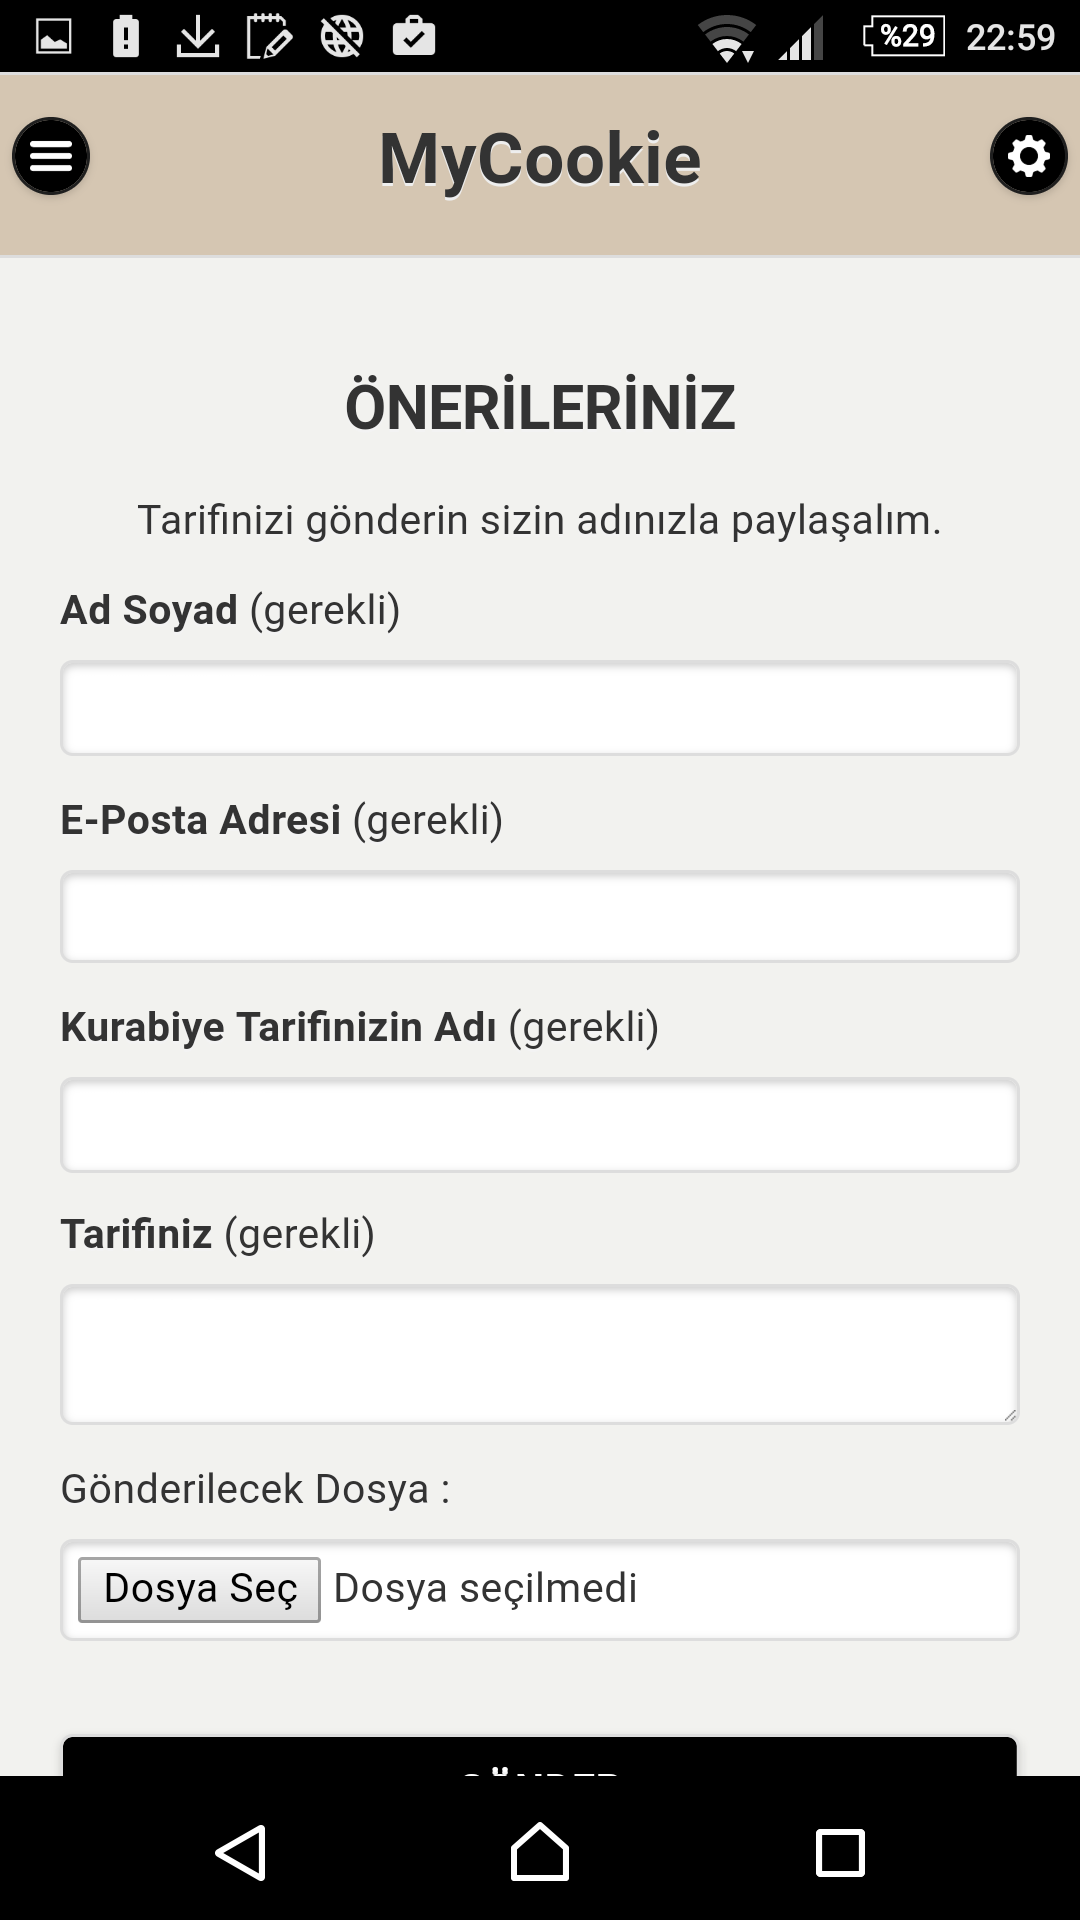 %29 22:59
MyCookie
ÖNERİLERİNİZ
Tarifinizi gönderin sizin adınızla paylaşalım.
Ad Soyad (gerekli)
E-Posta Adresi (gerekli)
Kurabiye Tarifinizin Adı (gerekli)
Tarifiniz (gerekli)
Gönderilecek Dosya :
Dosya Seç Dosya seçilmedi